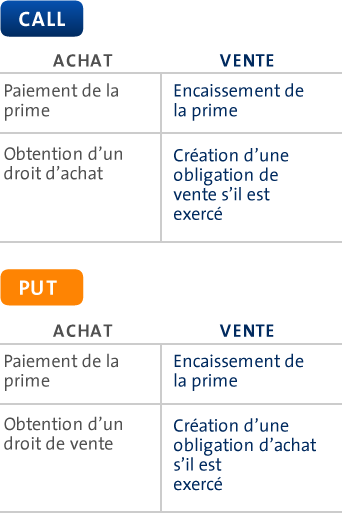 CALL
ACHAT
VENTE
Paiement de la
prime
Encaissement de
la prime
Obtention d'un
droit d'achat
Création d'une
obligation de
vente s'il est
exercé
PUT
ACHAT
VENTE
Paiement de la
prime
Encaissement de
la prime
Obtention d'un
droit de vente
Création d'une
obligation d'achat
s'il est
exercé